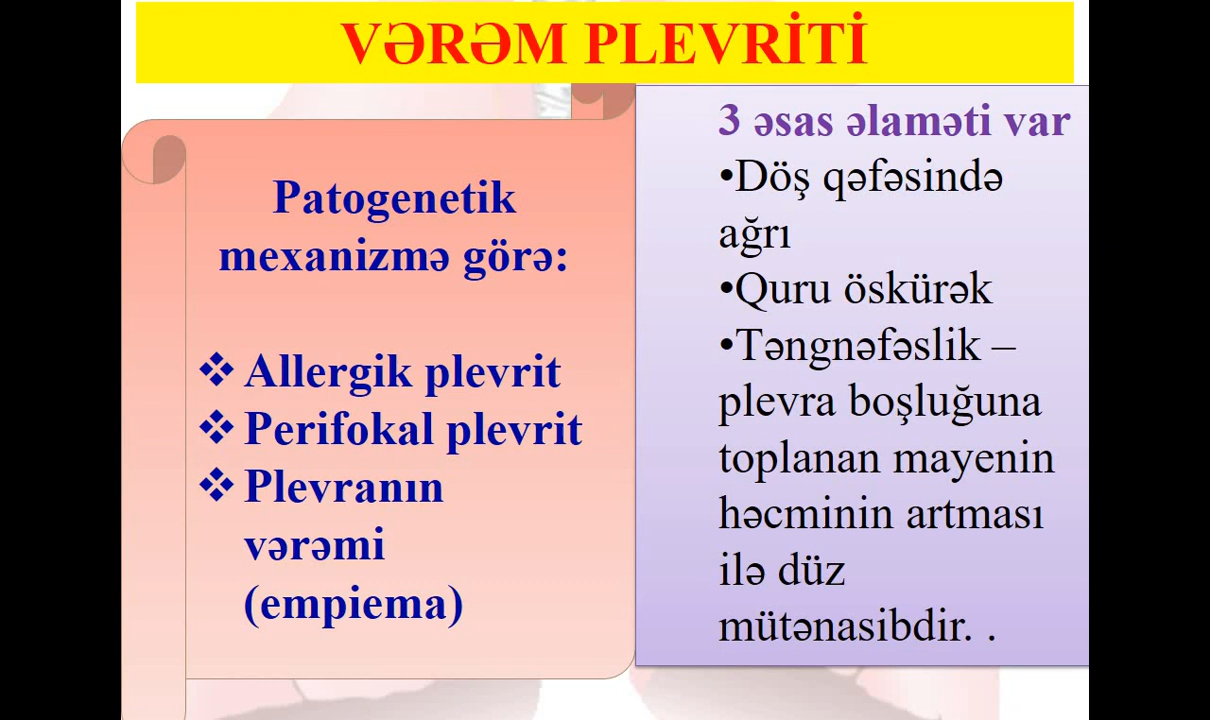 VƏRƏM PLEVRİTİ
Patogenetik
mexanizmə görə:
❖ Allergik plevrit
❖ Perifokal plevrit
❖ Plevranın
vərəmi
(empiema)
3 əsas əlaməti var
•Döş qəfəsində
ağrı
•Quru öskürək
•Təngnəfəslik –
plevra boşluğuna
toplanan mayenin
həcminin artması
ilə düz
mütənasibdir. .